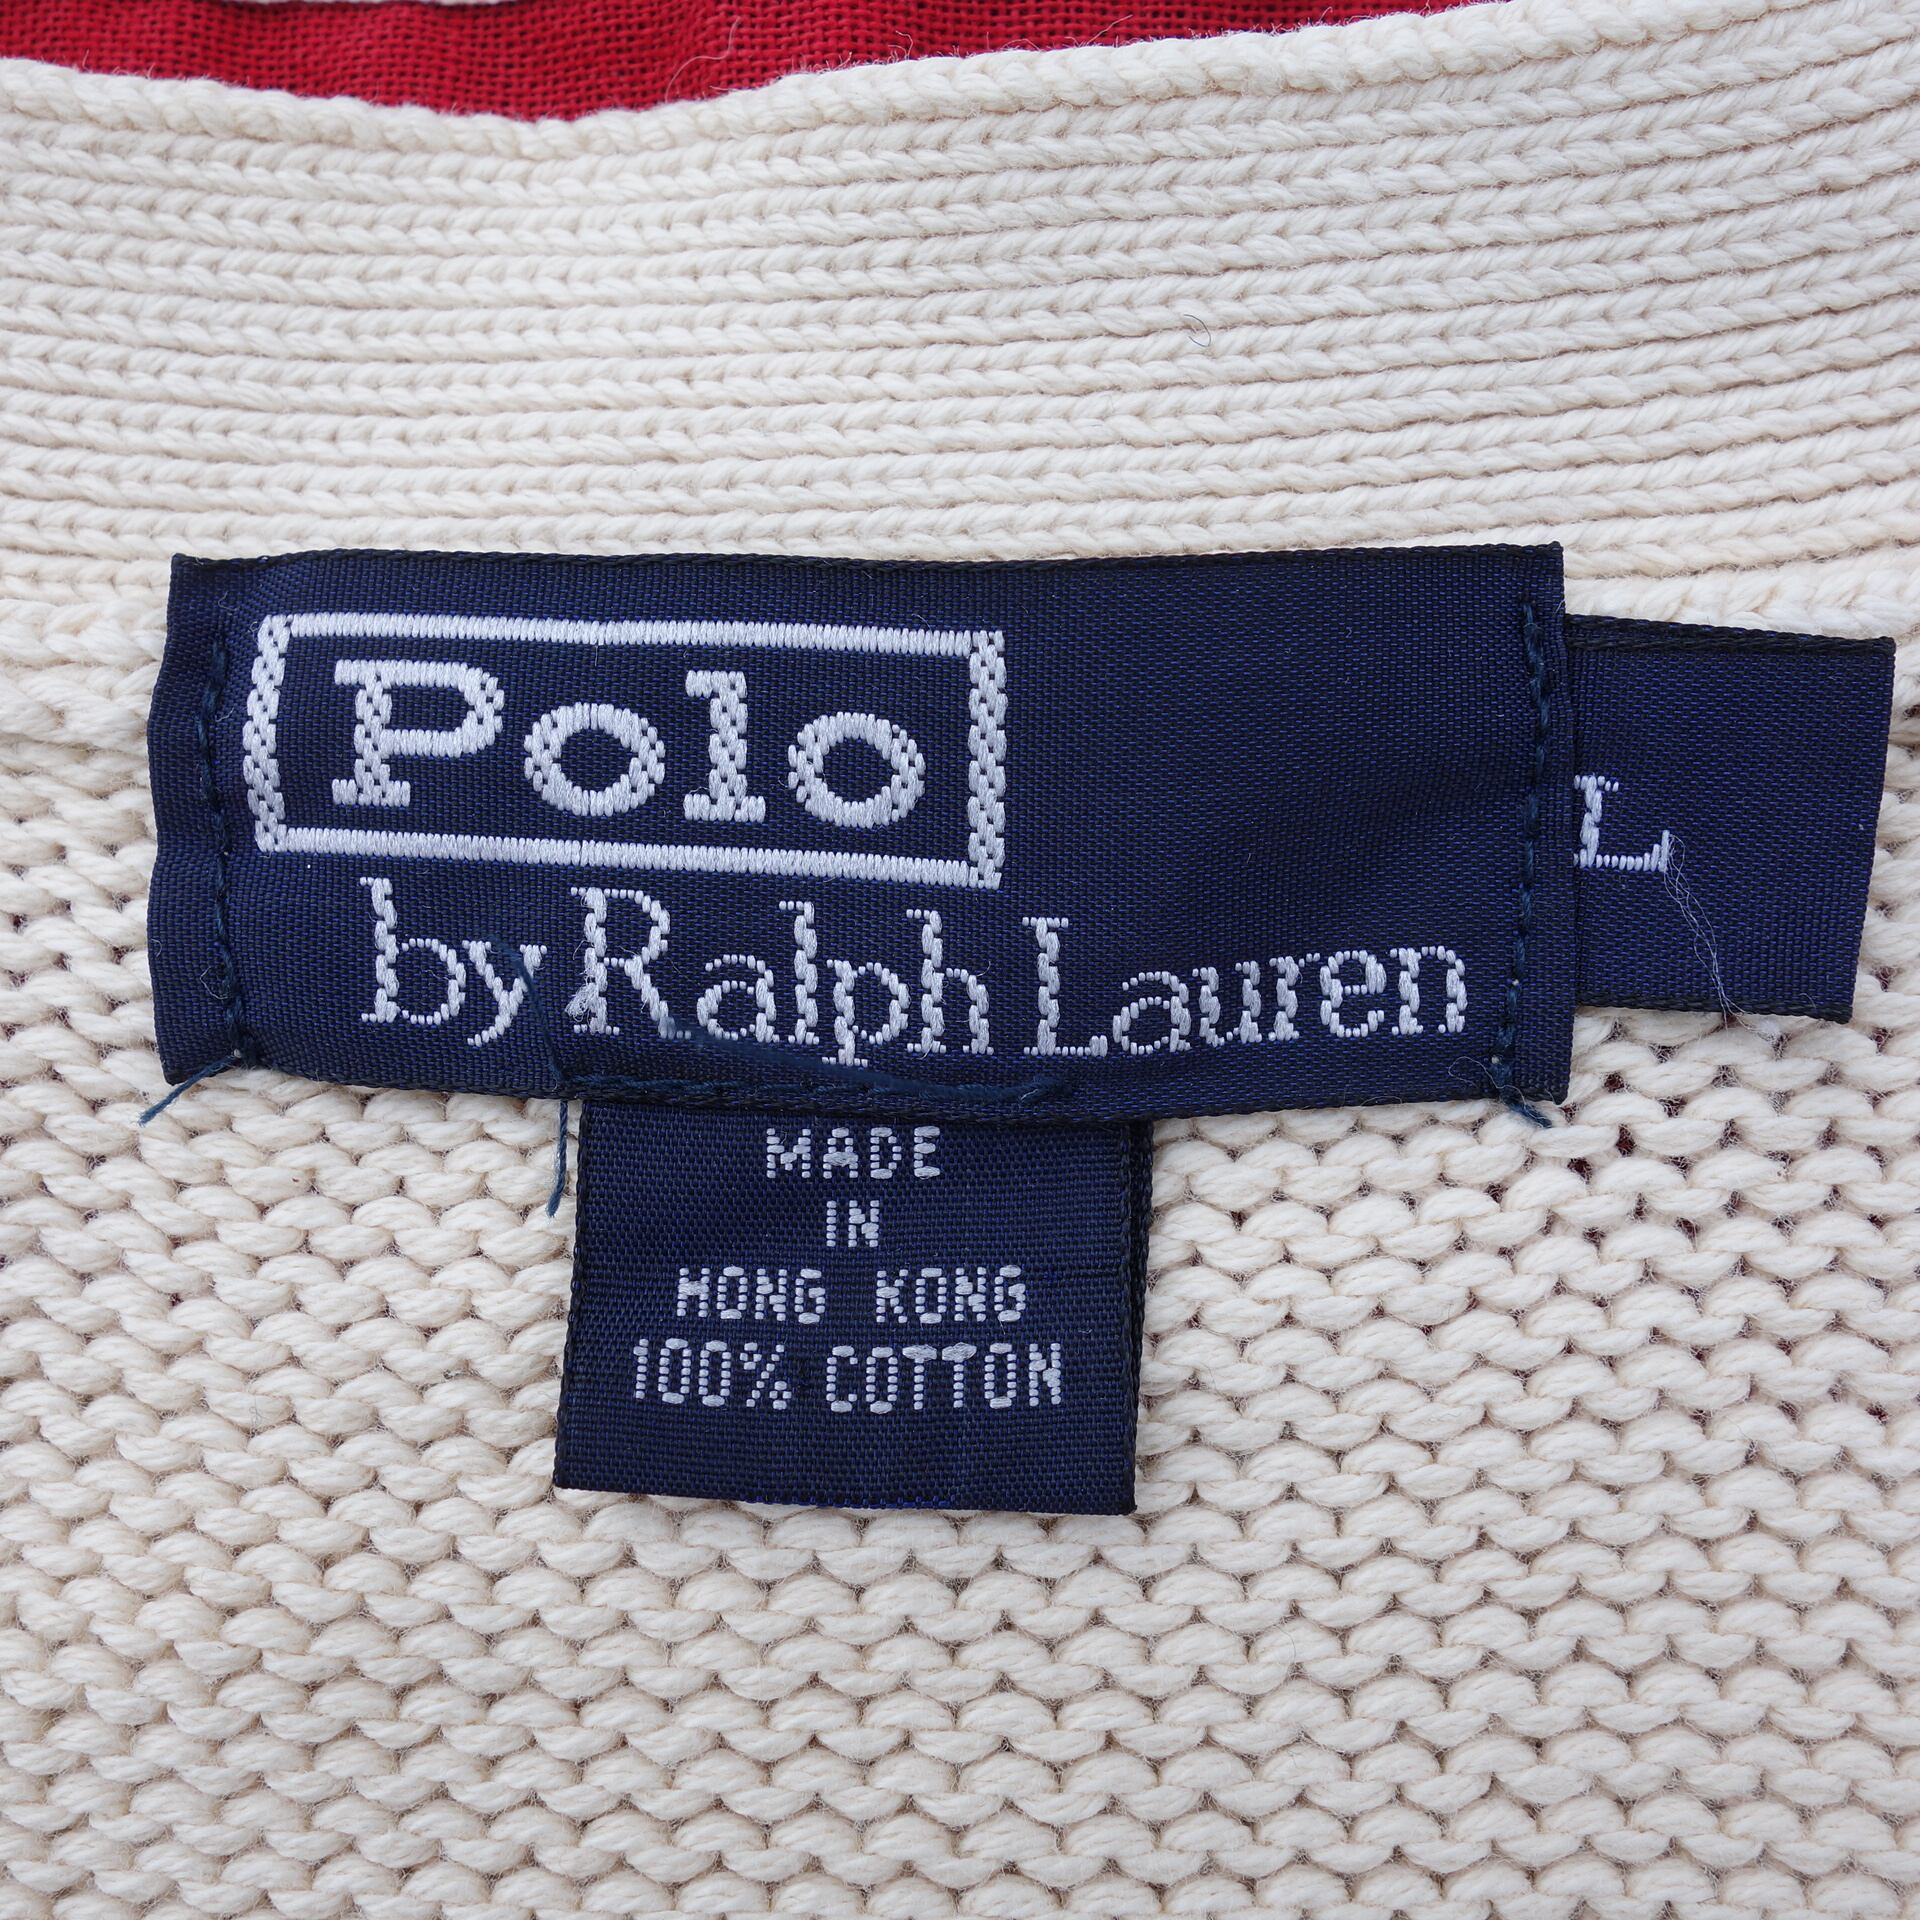 Polo
by Ralph Lauren
L
MADE
IN
HONG KONG
100% COTTON